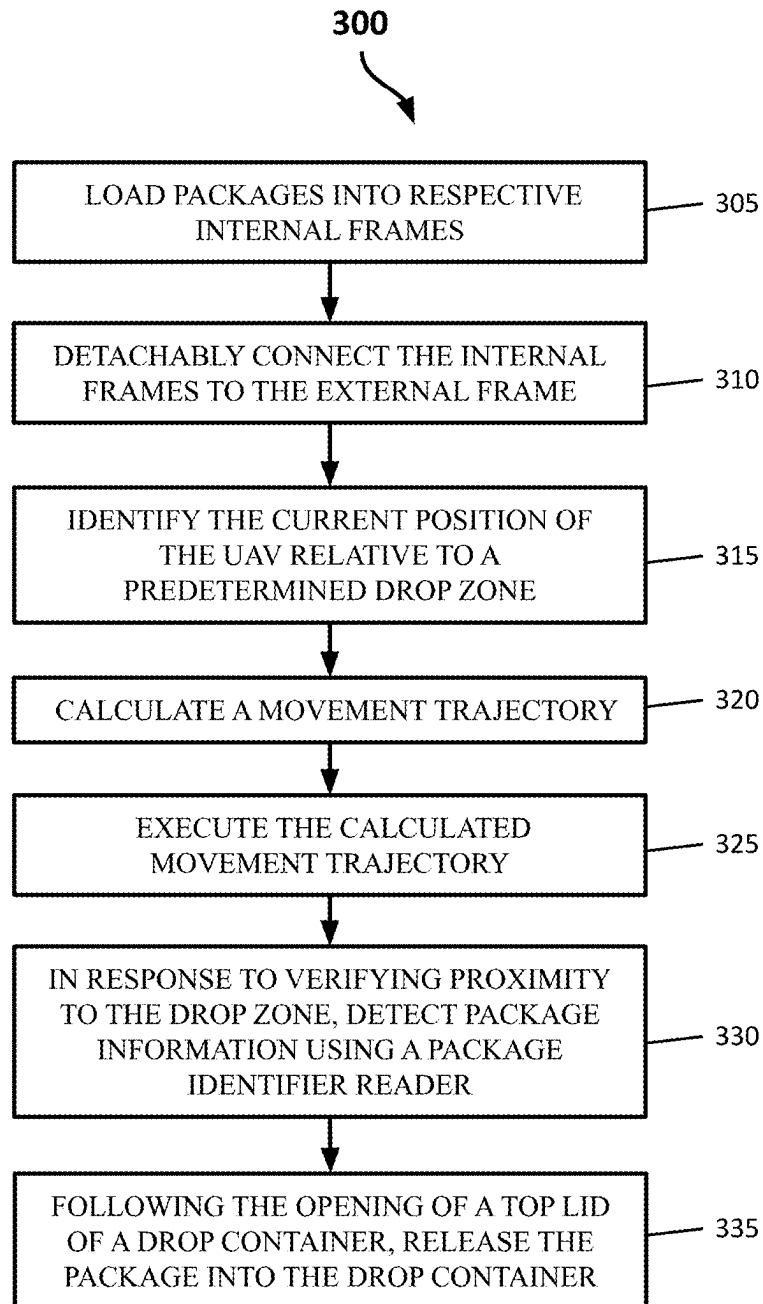 300
LOAD PACKAGES INTO RESPECTIVE
INTERNAL FRAMES
305
DETACHABLY CONNECT THE INTERNAL
FRAMES TO THE EXTERNAL FRAME
310
IDENTIFY THE CURRENT POSITION OF
THE UAV RELATIVE TO A
PREDETERMINED DROP ZONE
315
CALCULATE A MOVEMENT TRAJECTORY
320
EXECUTE THE CALCULATED
MOVEMENT TRAJECTORY
325
IN RESPONSE TO VERIFYING PROXIMITY
TO THE DROP ZONE, DETECT PACKAGE
INFORMATION USING A PACKAGE
IDENTIFIER READER
330
FOLLOWING THE OPENING OF A TOP LID
OF A DROP CONTAINER, RELEASE THE
PACKAGE INTO THE DROP CONTAINER
335